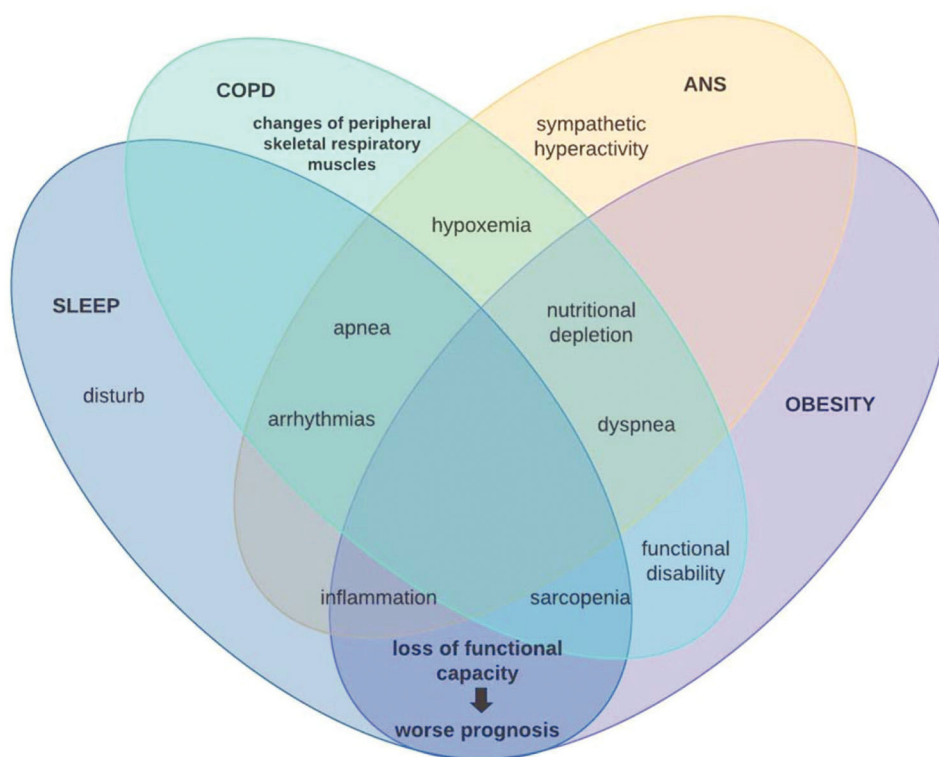 COPD
changes of peripheral
skeletal respiratory
muscles
ANS
sympathetic
hyperactivity
hypoxemia
SLEEP
disturb
apnea
arrhythmias
nutritional
depletion
dyspnea
OBESITY
functional
disability
inflammation
sarcopenia
loss of functional
capacity
worse prognosis